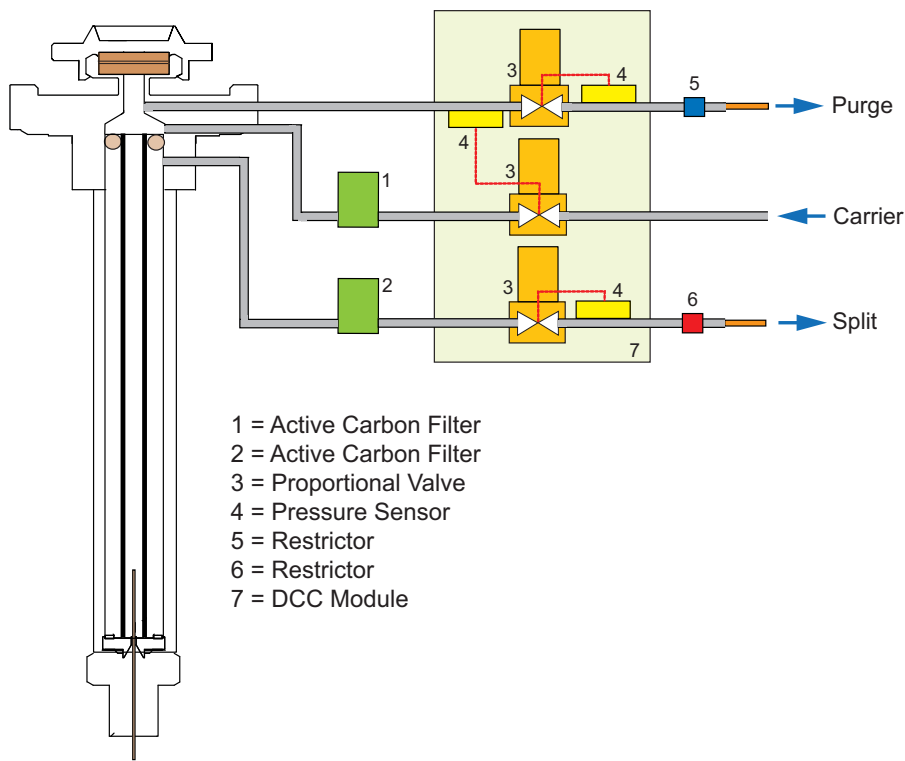 3
4
5
Purge
4
1
3
Carrier
2
3
4
6
Split
7
1 = Active Carbon Filter
2 = Active Carbon Filter
3 = Proportional Valve
4 = Pressure Sensor
5 = Restrictor
6 = Restrictor
7 = DCC Module